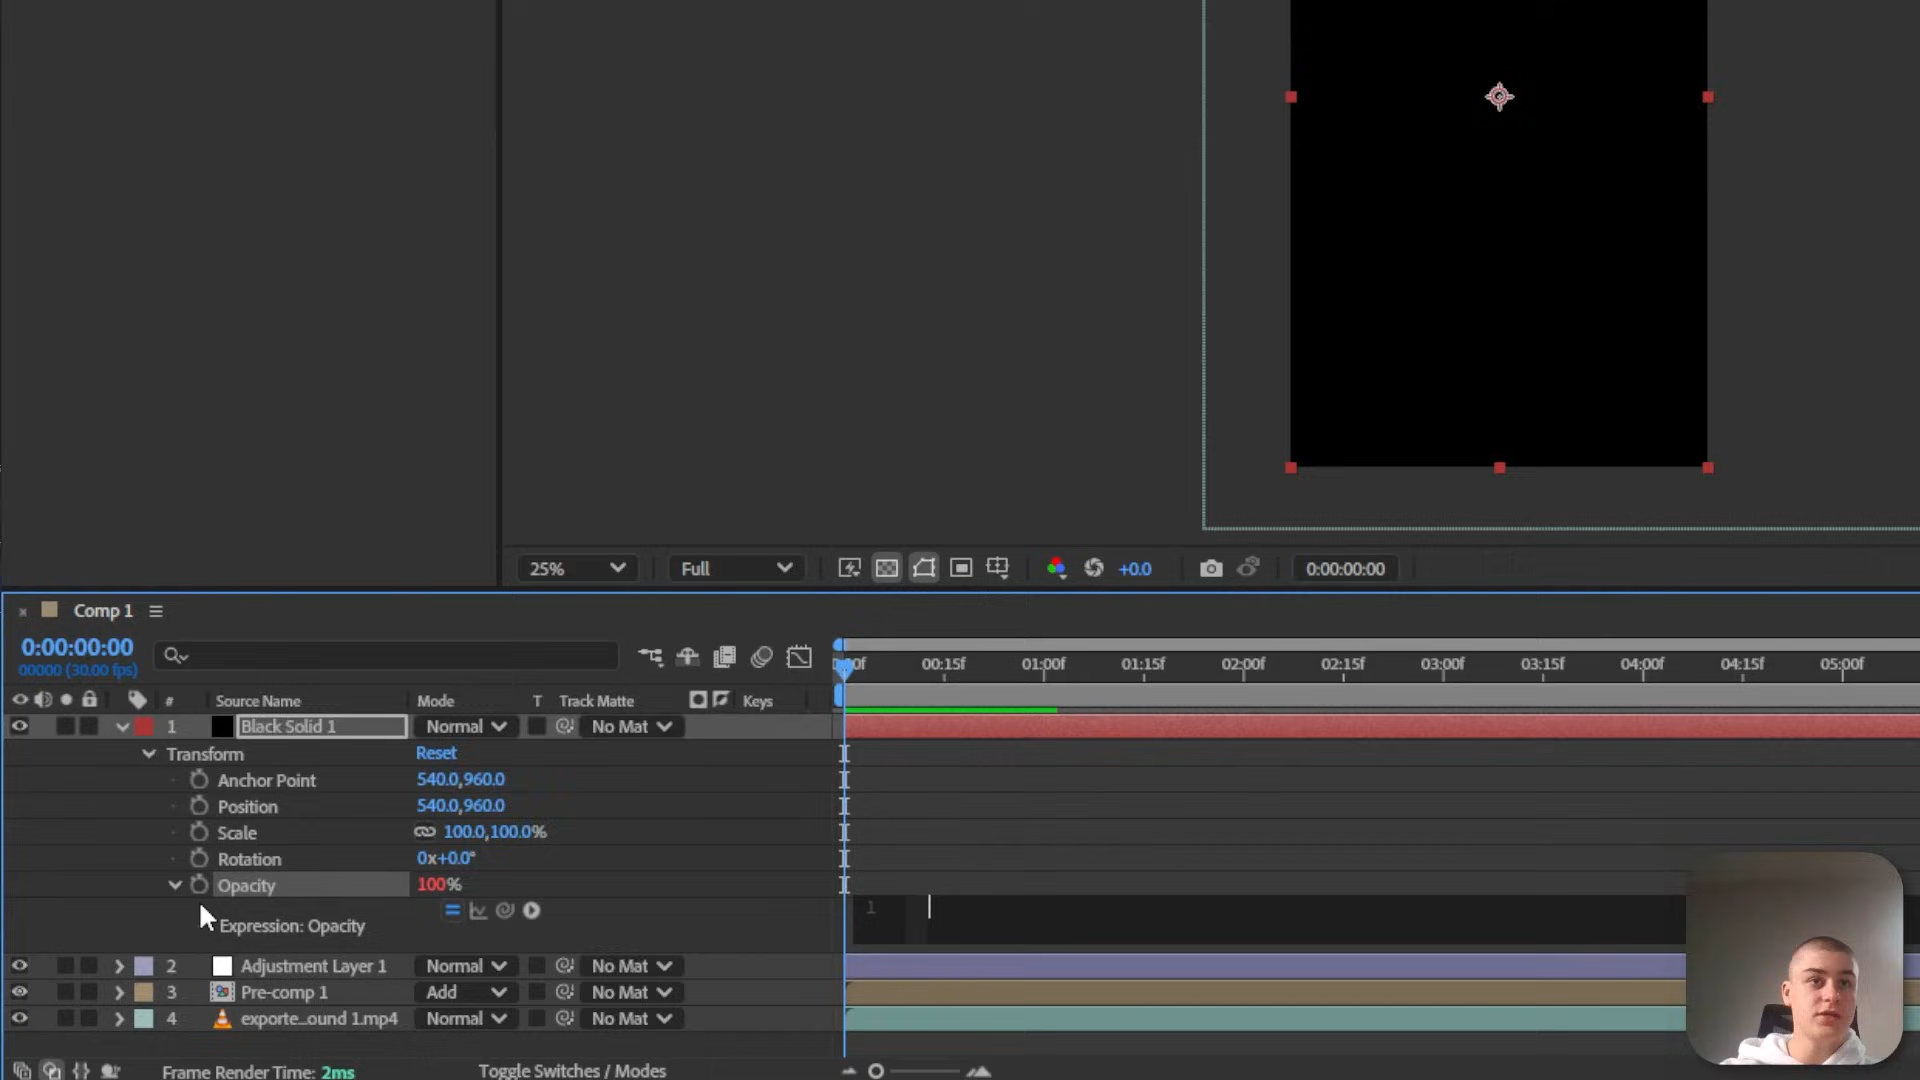 25% Full +0.0 0:00:00:00
Comp 1
0:00:00:00
00000 (30.00 fps)
00:15f 01:00f 01:15f 02:00f 02:15f 03:00f 03:15f 04:00f 04:15f 05:00f
# Source Name Mode T Track Matte Keys
1 Black Solid 1 Normal No Mat
Transform Reset
Anchor Point 540.0,960.0
Position 540.0,960.0
Scale 100.0,100.0%
Rotation 0x+0.0°
Opacity 100%
1
Expression: Opacity
2 Adjustment Layer 1 Normal No Mat
3 Pre-comp 1 Add No Mat
4 exporte...ound 1.mp4 Normal No Mat
Frame Render Time: 2ms Toggle Switches / Modes